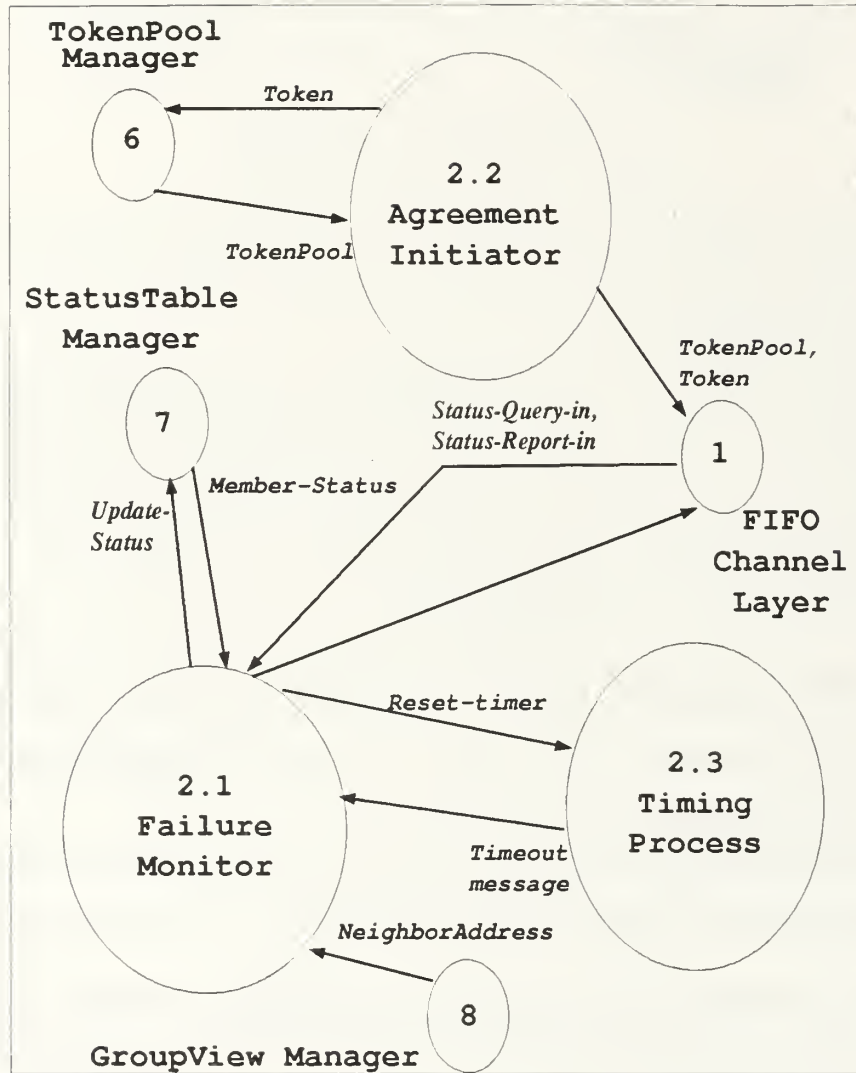 TokenPool
Manager
Token
6
2.2
Agreement
Initiator
TokenPool
StatusTable
Manager
TokenPool,
Token
Status-Query-in,
Status-Report-in
7
1
Member-Status
Update-
Status
FIFO
Channel
Layer
Reset-timer
2.1
Failure
Monitor
2.3
Timing
Process
Timeout
message
NeighborAddress
8
GroupView Manager